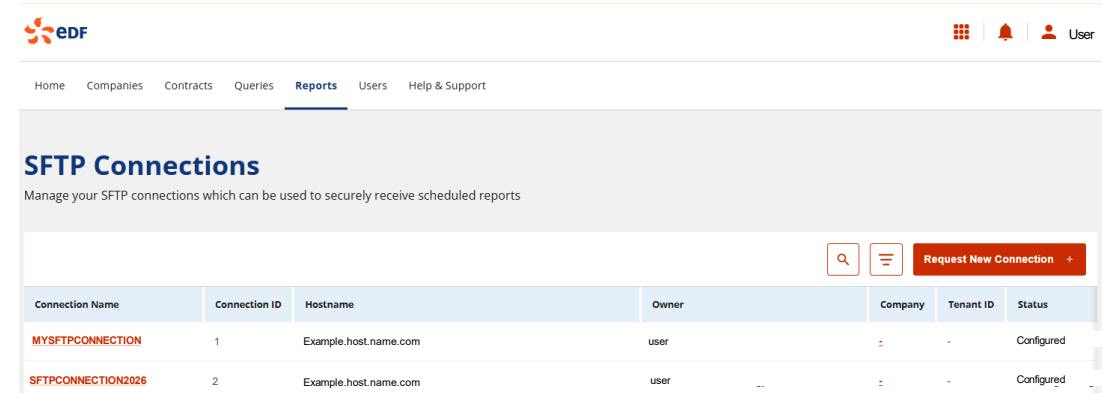 eDF
User
Home Companies Contracts Queries Reports Users Help & Support
SFTP Connections
Manage your SFTP connections which can be used to securely receive scheduled reports
Request New Connection +
Connection Name Connection ID Hostname Owner Company Tenant ID Status
MYSFTPCONNECTION 1 Example.host.name.com user - - Configured
SFTPCONNECTION2026 2 Example.host.name.com user - - Configured